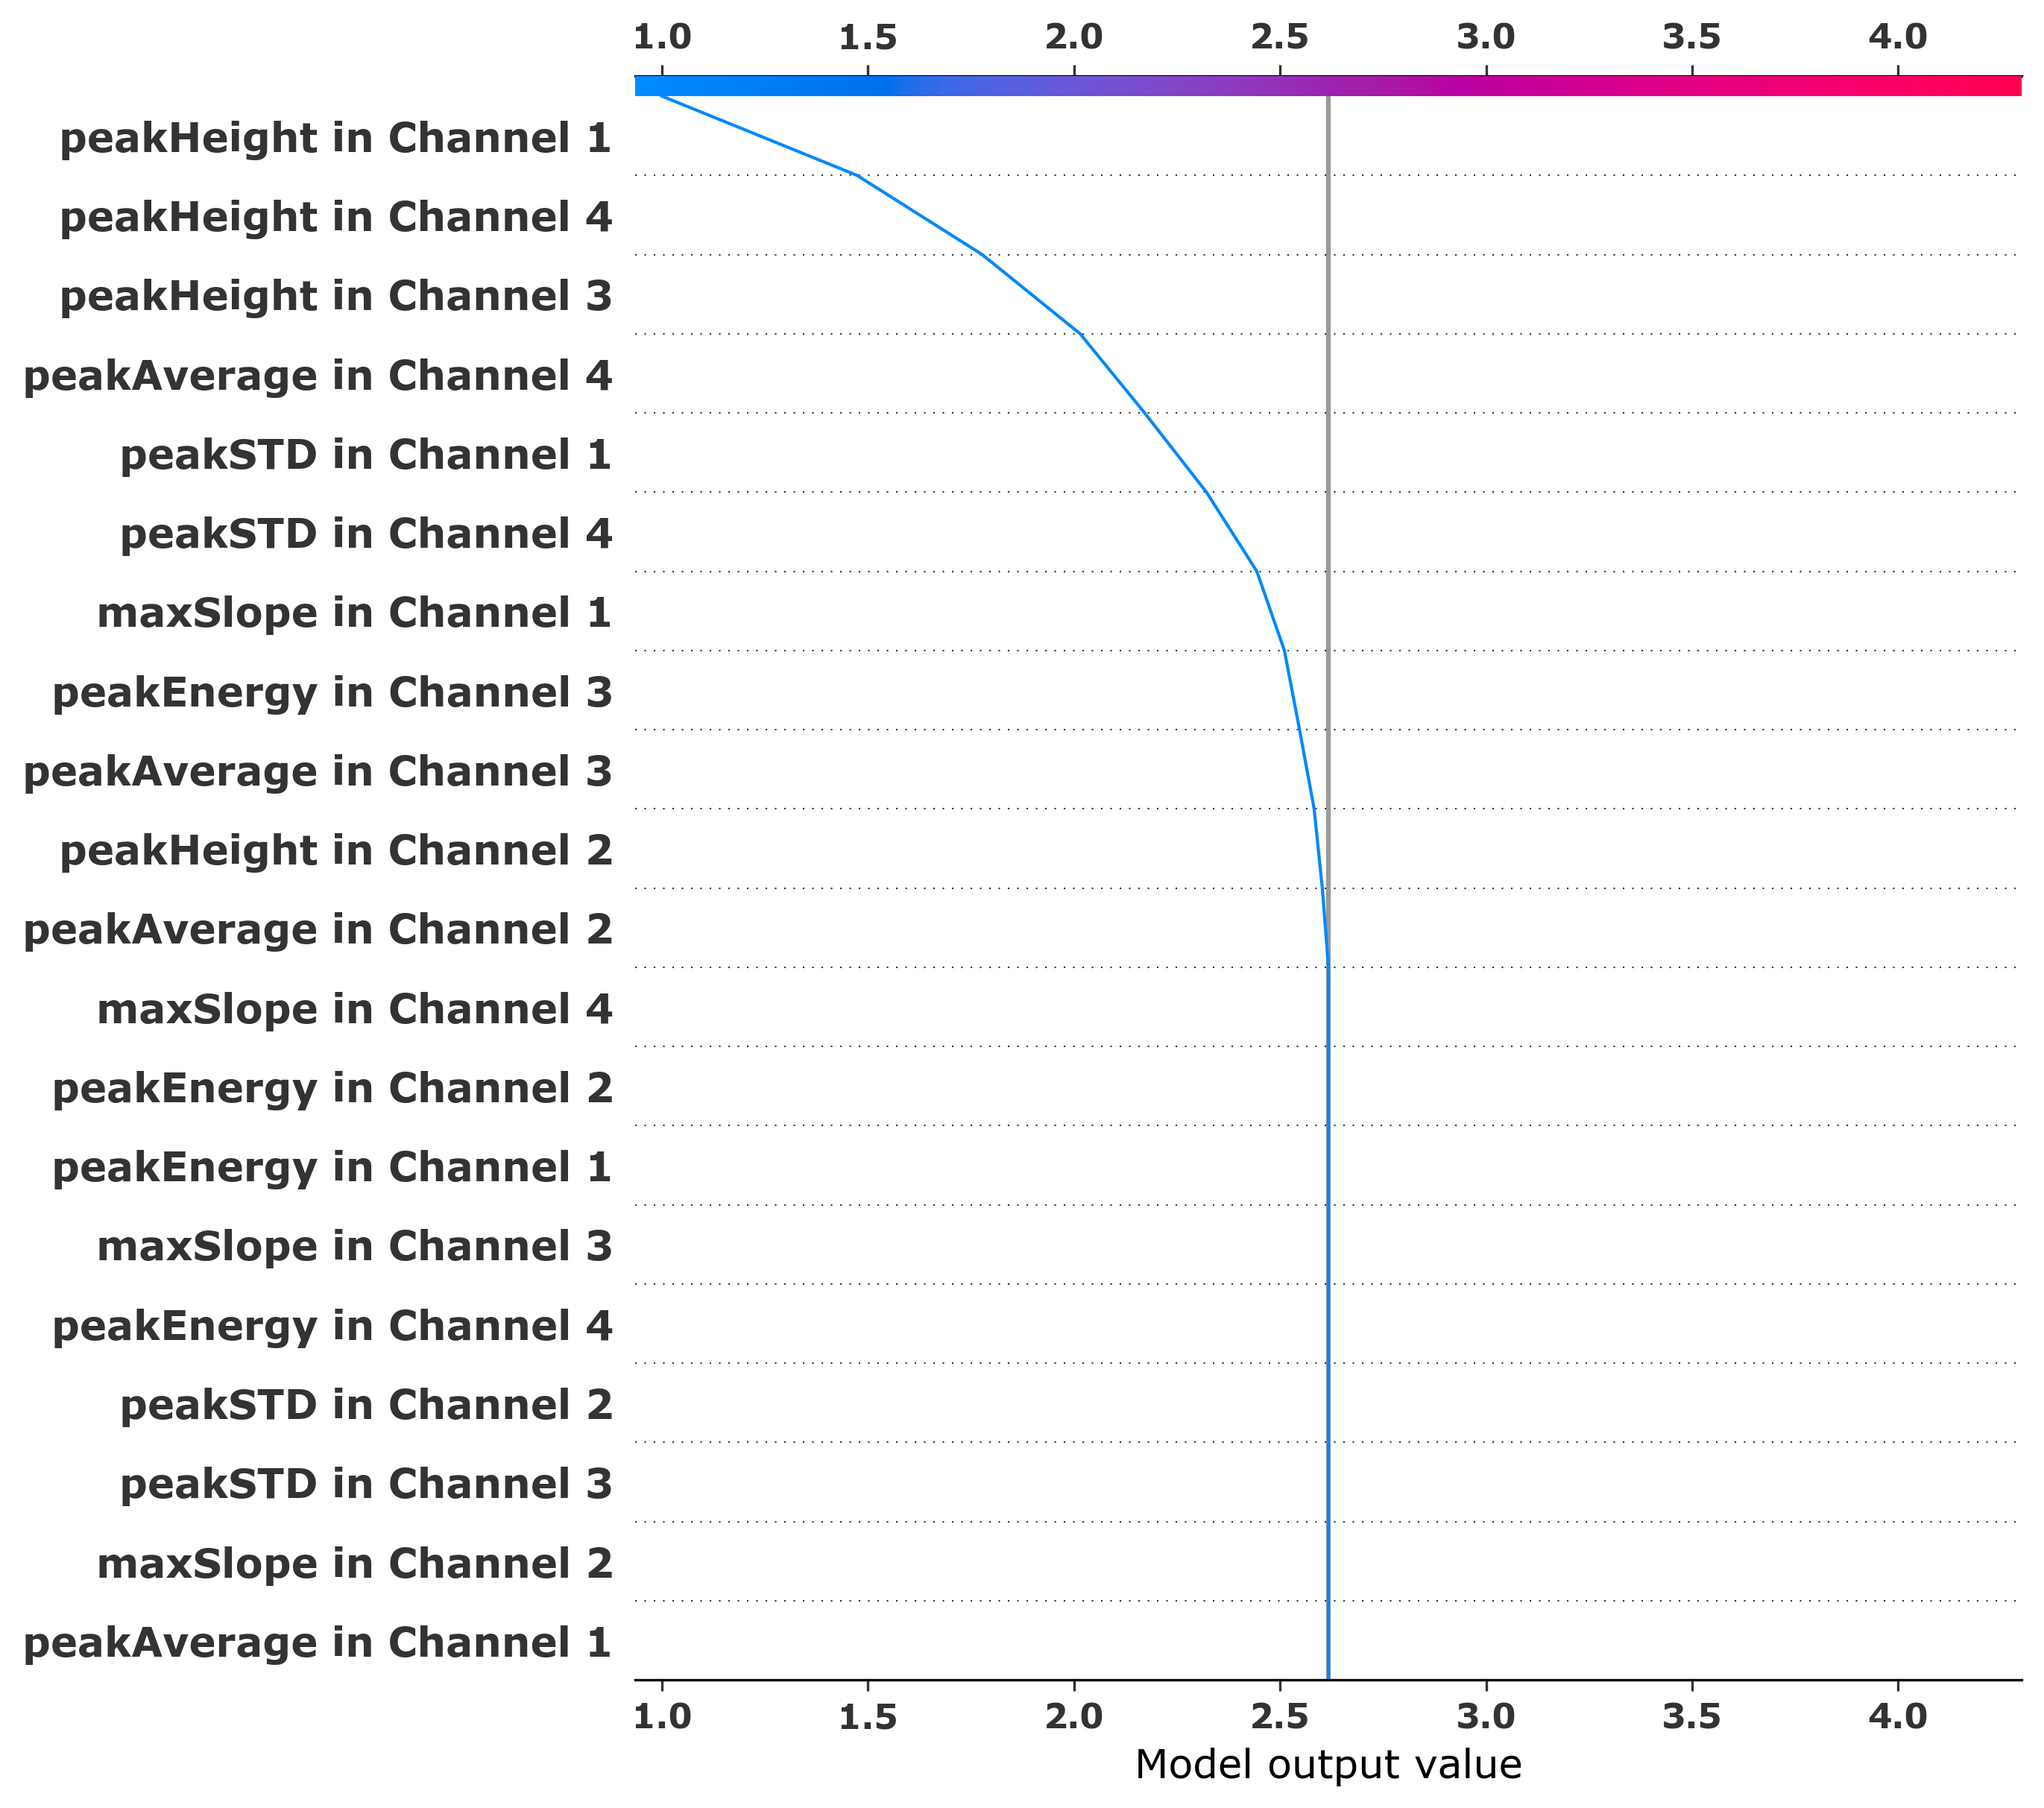 1.0 1.5 2.0 2.5 3.0 3.5 4.0
peakHeight in Channel 1
peakHeight in Channel 4
peakHeight in Channel 3
peakAverage in Channel 4
peakSTD in Channel 1
peakSTD in Channel 4
maxSlope in Channel 1
peakEnergy in Channel 3
peakAverage in Channel 3
peakHeight in Channel 2
peakAverage in Channel 2
maxSlope in Channel 4
peakEnergy in Channel 2
peakEnergy in Channel 1
maxSlope in Channel 3
peakEnergy in Channel 4
peakSTD in Channel 2
peakSTD in Channel 3
maxSlope in Channel 2
peakAverage in Channel 1
1.0 1.5 2.0 2.5 3.0 3.5 4.0
Model output value